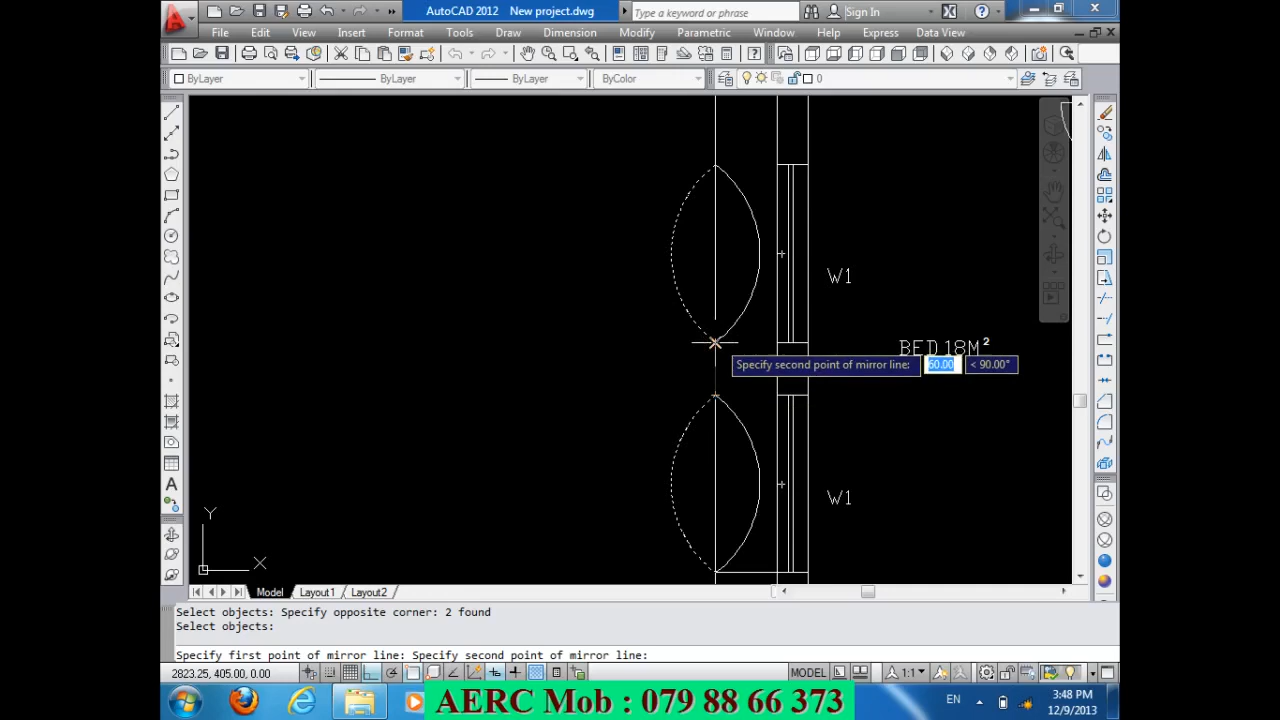 AutoCAD 2012 New project.dwg
Type a keyword or phrase
Sign In
File Edit View Insert Format Tools Draw Dimension Modify Parametric Window Help Express Data View
ByLayer ByLayer ByLayer ByColor 0
W1
BED 18M²
Specify second point of mirror line: 60.00 < 90.00°
W1
Y
X
Model Layout1 Layout2
Select objects: Specify opposite corner: 2 found
Select objects:
Specify first point of mirror line: Specify second point of mirror line:
2823.25, 405.00, 0.00 MODEL 1:1
EN 3:48 PM
12/9/2013
AERC Mob : 079 88 66 373